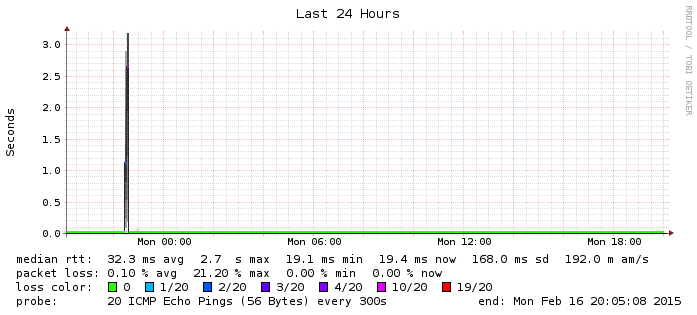 Last 24 Hours
RRDTOOL / TOBI OETIKER
Seconds
3.0
2.5
2.0
1.5
1.0
0.5
0.0
Mon 00:00 Mon 06:00 Mon 12:00 Mon 18:00
median rtt: 32.3 ms avg 2.7 s max 19.1 ms min 19.4 ms now 168.0 ms sd 192.0 m am/s
packet loss: 0.10 % avg 21.20 % max 0.00 % min 0.00 % now
loss color: 0 1/20 2/20 3/20 4/20 10/20 19/20
probe: 20 ICMP Echo Pings (56 Bytes) every 300s end: Mon Feb 16 20:05:08 2015